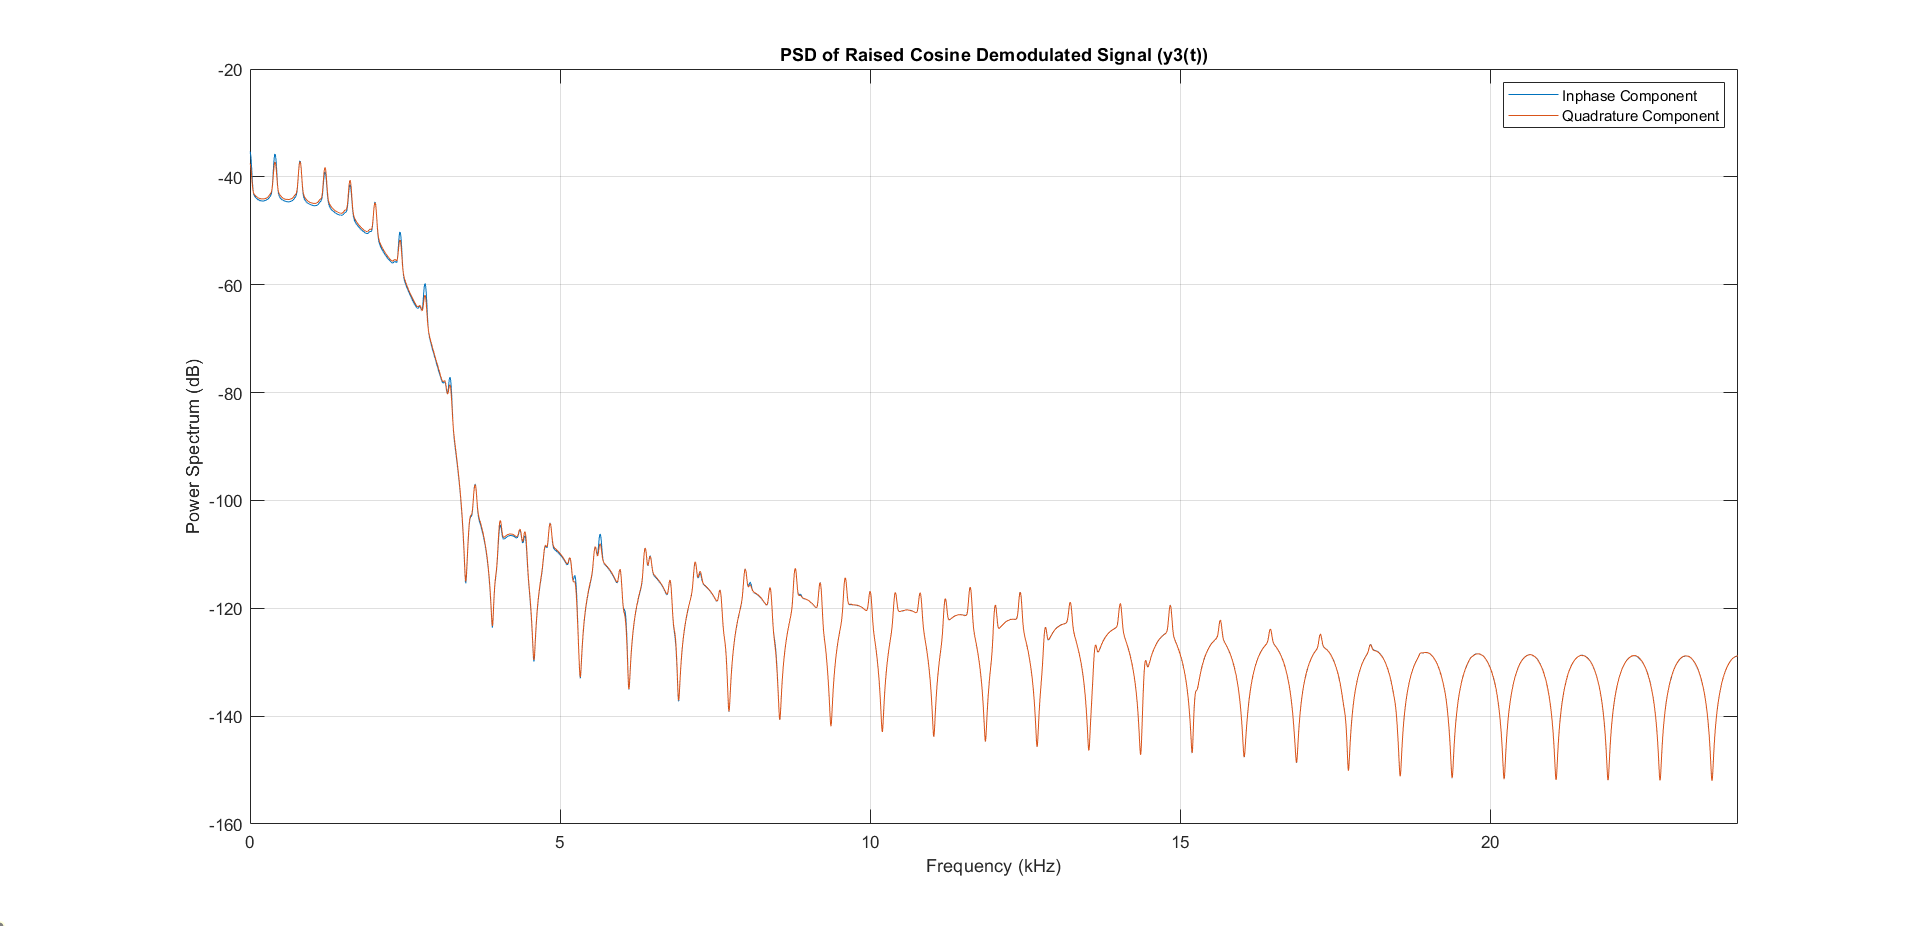 PSD of Raised Cosine Demodulated Signal (y3(t))
-20
-40
-60
-80
-100
-120
-140
-160
Power Spectrum (dB)
Inphase Component
Quadrature Component
0 5 10 15 20
Frequency (kHz)